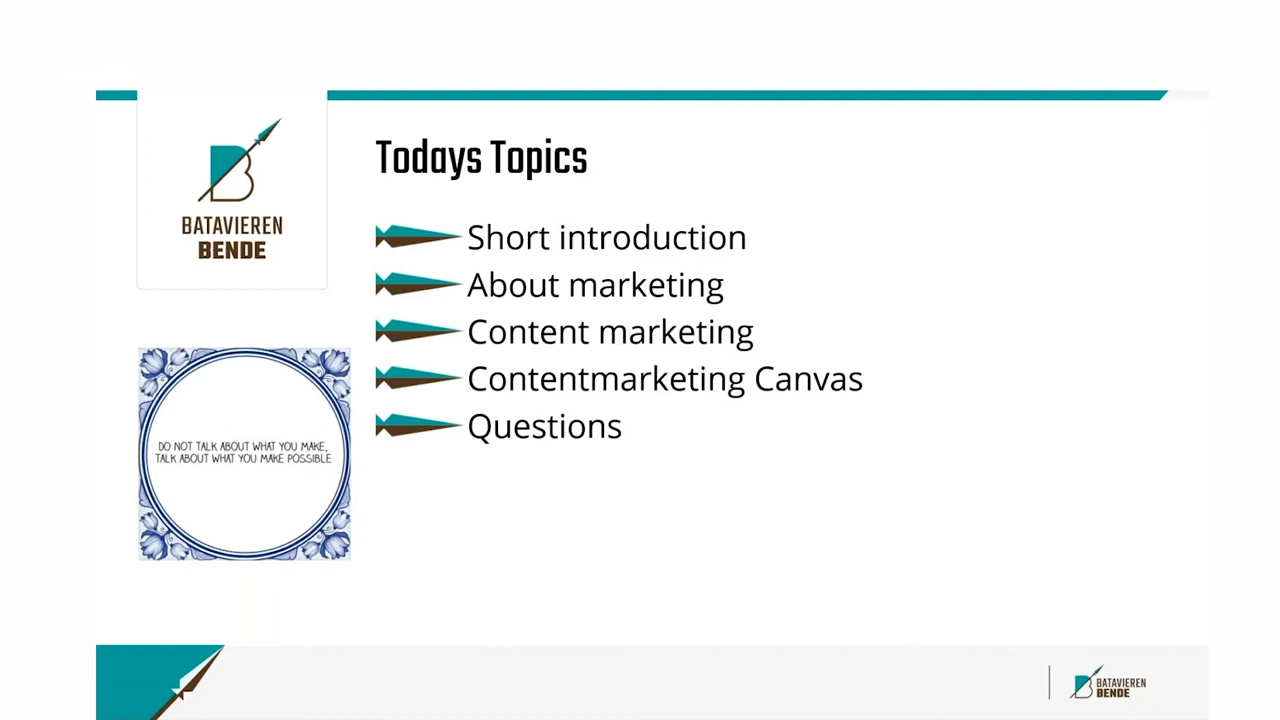 BATAVIEREN
BENDE
Todays Topics
Short introduction
About marketing
Content marketing
Contentmarketing Canvas
Questions
DO NOT TALK ABOUT WHAT YOU MAKE,
TALK ABOUT WHAT YOU MAKE POSSIBLE
BATAVIEREN
BENDE